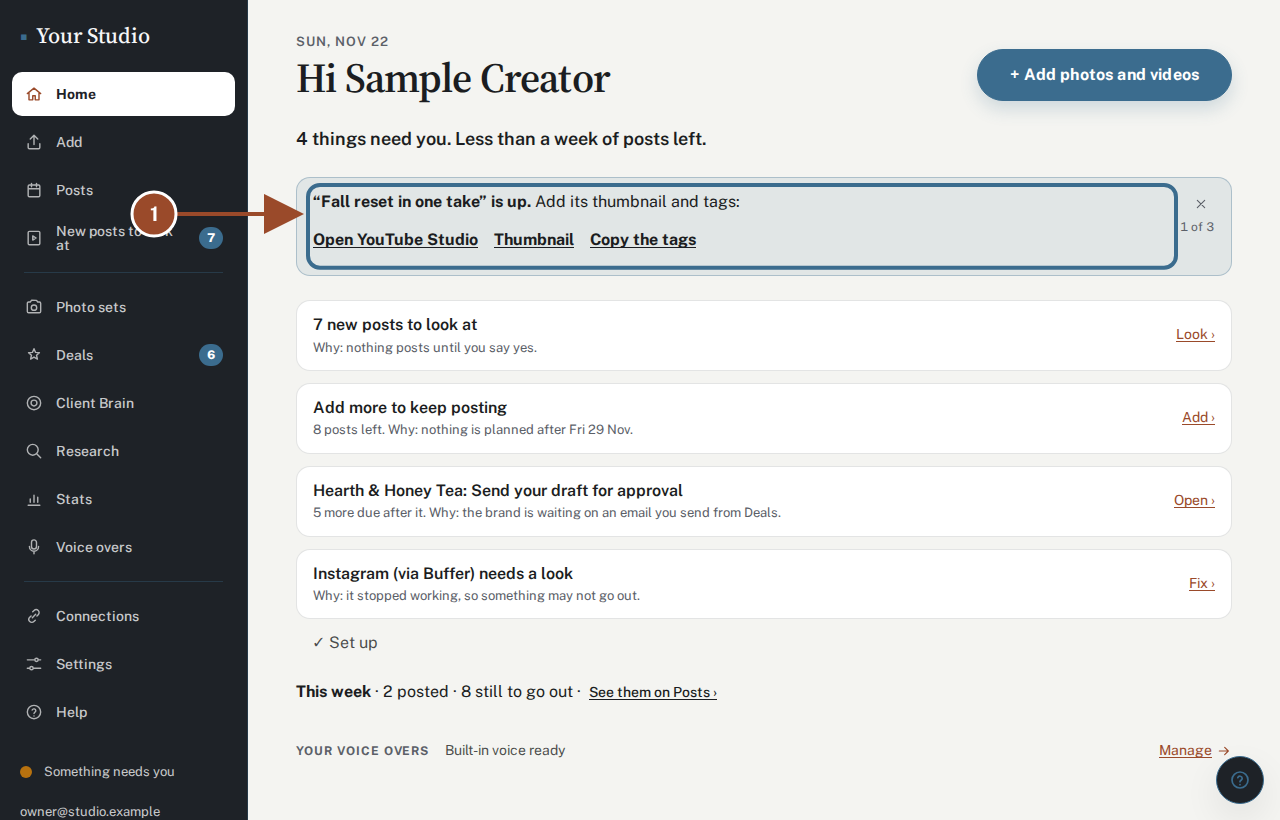 Your Studio
Home
Add
Posts
New posts to
at
7
Photo sets
Deals
6
Client Brain
Research
Stats
Voice overs
Connections
Settings
Help
Something needs you
owner@studio.example
SUN, NOV 22
Hi Sample Creator
+ Add photos and videos
4 things need you. Less than a week of posts left.
1
“Fall reset in one take” is up. Add its thumbnail and tags:
Open YouTube Studio Thumbnail Copy the tags
×
1 of 3
7 new posts to look at
Why: nothing posts until you say yes.
Look ›
Add more to keep posting
8 posts left. Why: nothing is planned after Fri 29 Nov.
Add ›
Hearth & Honey Tea: Send your draft for approval
5 more due after it. Why: the brand is waiting on an email you send from Deals.
Open ›
Instagram (via Buffer) needs a look
Why: it stopped working, so something may not go out.
Fix ›
✓ Set up
This week · 2 posted · 8 still to go out · See them on Posts ›
YOUR VOICE OVERS Built-in voice ready
Manage →